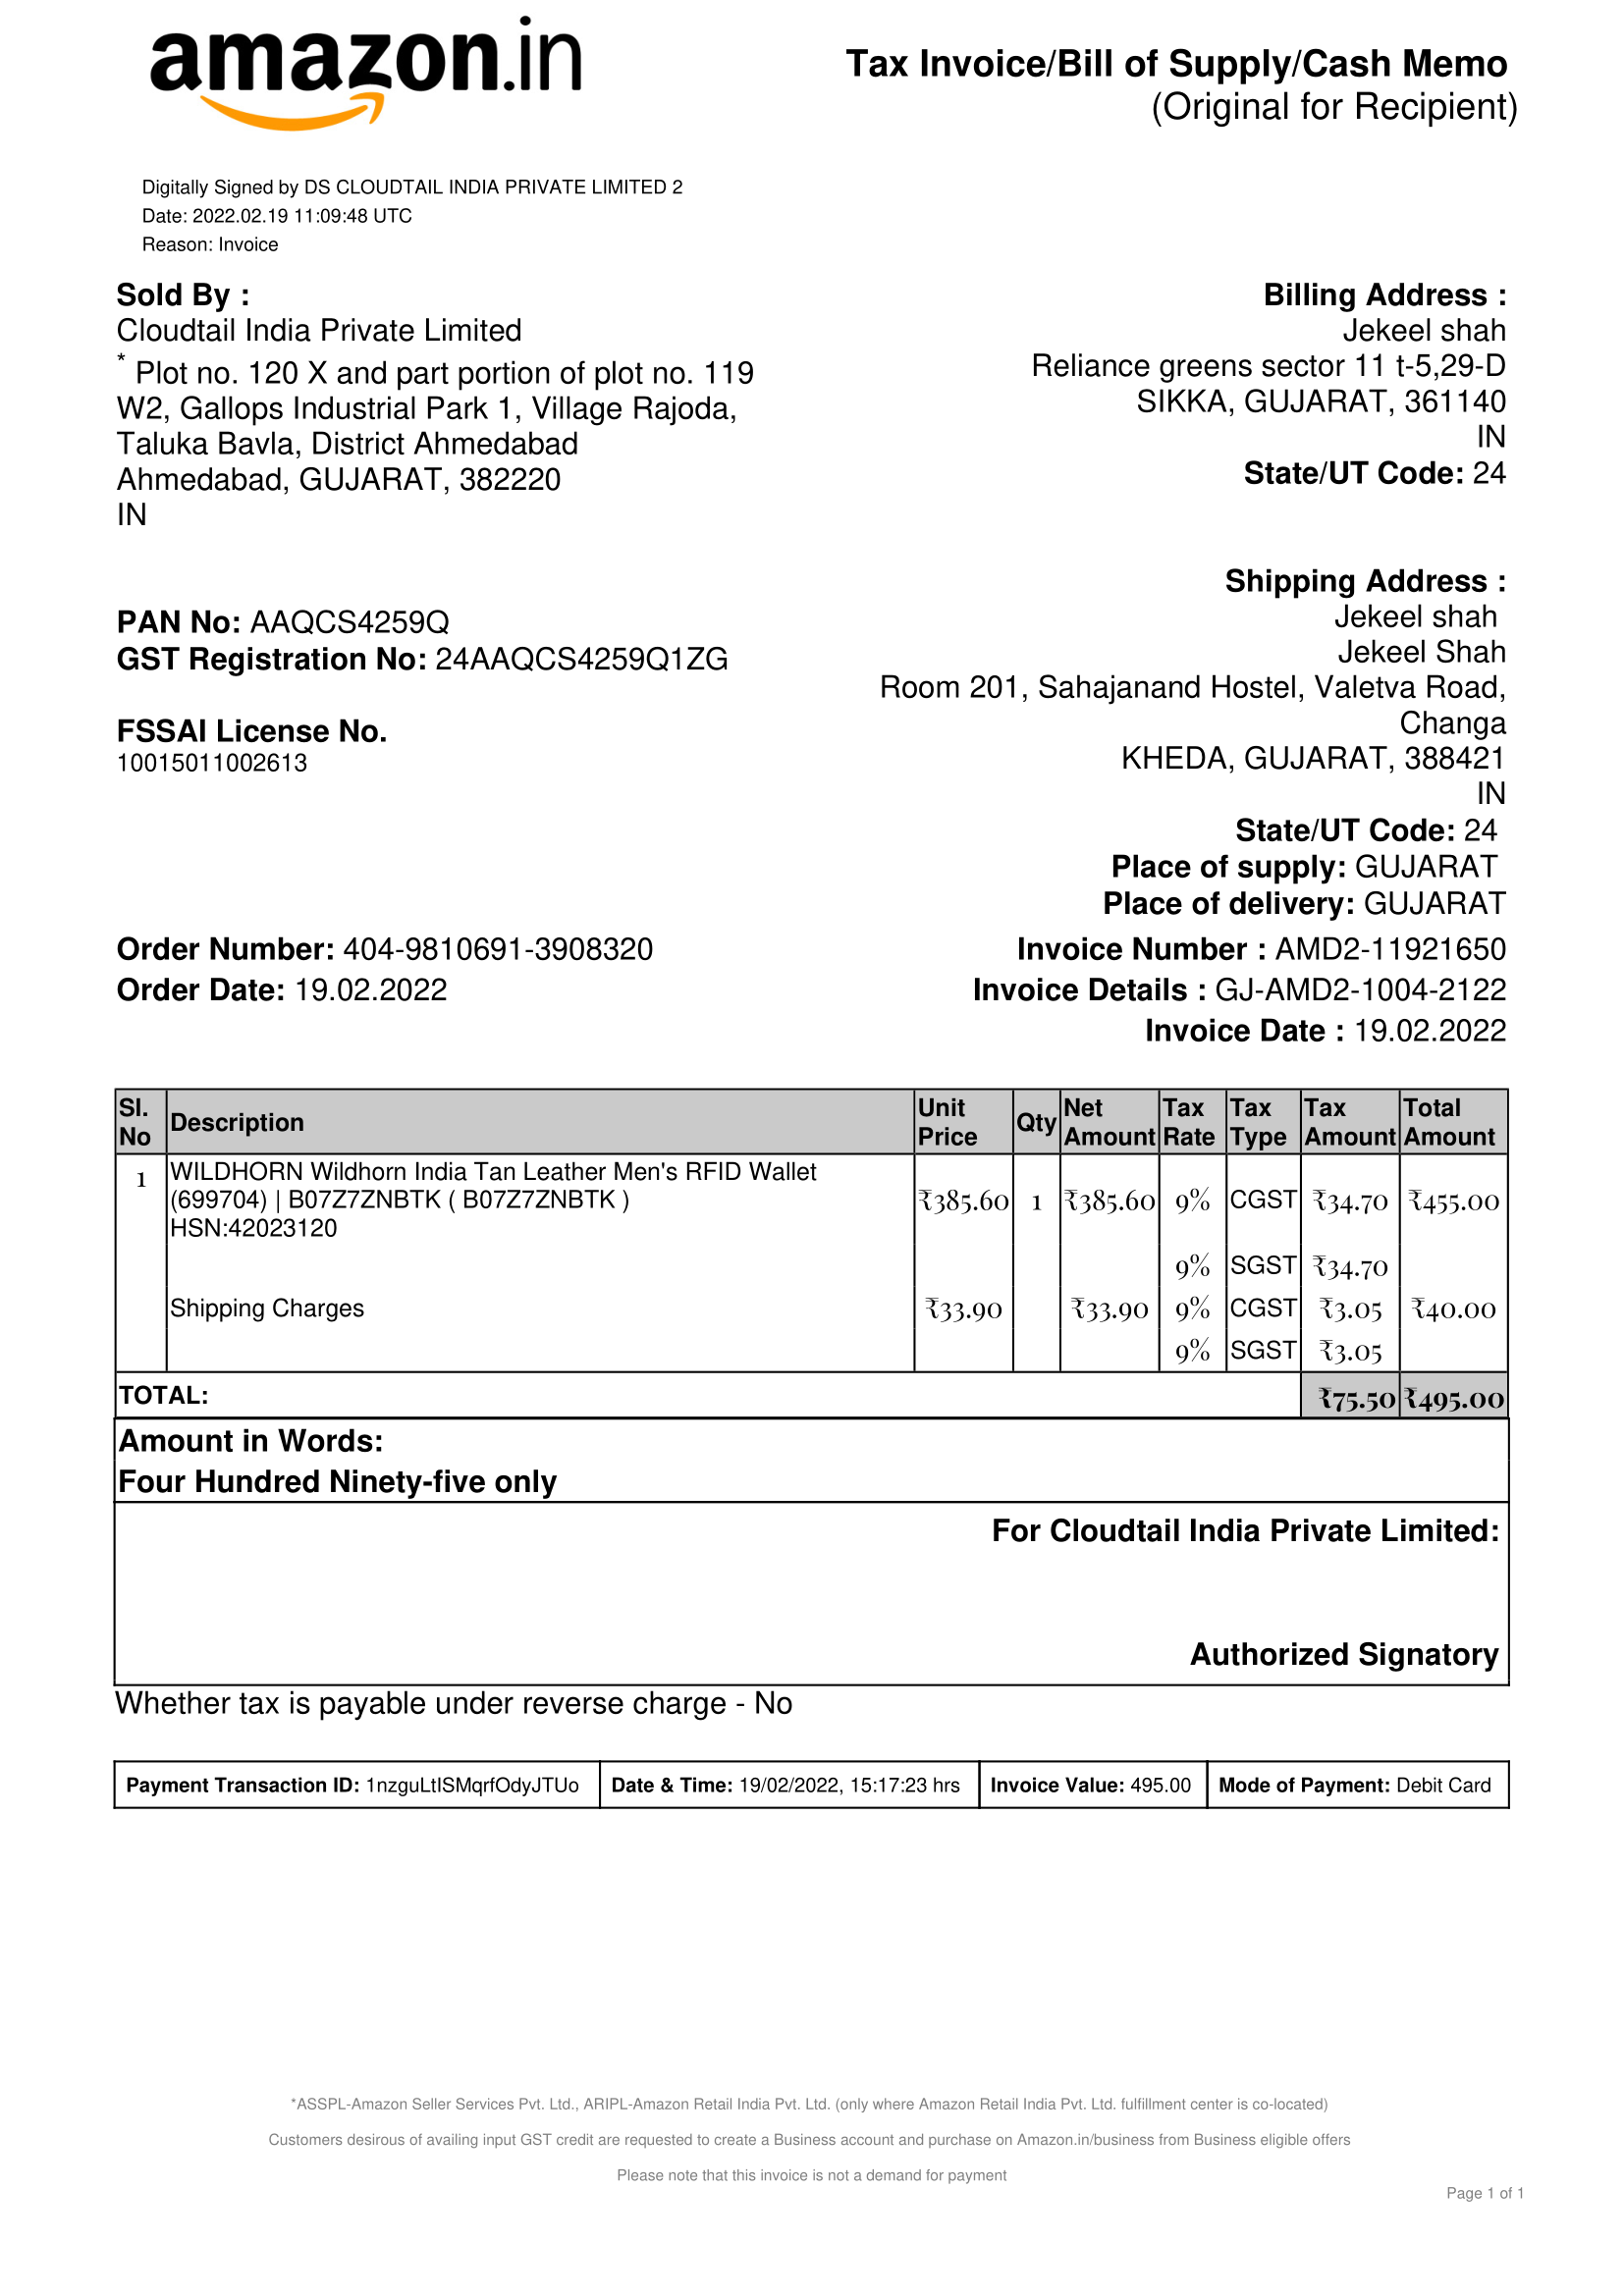 amazon.in
Tax Invoice/Bill of Supply/Cash Memo
(Original for Recipient)
Digitally Signed by DS CLOUDTAIL INDIA PRIVATE LIMITED 2
Date: 2022.02.19 11:09:48 UTC
Reason: Invoice
Sold By :
Cloudtail India Private Limited
* Plot no. 120 X and part portion of plot no. 119
W2, Gallops Industrial Park 1, Village Rajoda,
Taluka Bavla, District Ahmedabad
Ahmedabad, GUJARAT, 382220
IN
Billing Address :
Jekeel shah
Reliance greens sector 11 t-5,29-D
SIKKA, GUJARAT, 361140
IN
State/UT Code: 24
PAN No: AAQCS4259Q
GST Registration No: 24AAQCS4259Q1ZG
FSSAI License No.
10015011002613
Shipping Address :
Jekeel shah
Jekeel Shah
Room 201, Sahajanand Hostel, Valetva Road,
Changa
KHEDA, GUJARAT, 388421
IN
State/UT Code: 24
Place of supply: GUJARAT
Place of delivery: GUJARAT
Order Number: 404-9810691-3908320
Order Date: 19.02.2022
Invoice Number : AMD2-11921650
Invoice Details : GJ-AMD2-1004-2122
Invoice Date : 19.02.2022
Sl. No Description Unit Price Qty Net Amount Tax Rate Tax Type Tax Amount Total Amount
1 WILDHORN Wildhorn India Tan Leather Men's RFID Wallet
(699704) | B07Z7ZNBTK ( B07Z7ZNBTK ) ₹385.60 1 ₹385.60 9% CGST ₹34.70 ₹455.00
HSN:42023120
9% SGST ₹34.70
Shipping Charges ₹33.90 ₹33.90 9% CGST ₹3.05 ₹40.00
9% SGST ₹3.05
TOTAL: ₹75.50 ₹495.00
Amount in Words:
Four Hundred Ninety-five only
For Cloudtail India Private Limited:
Authorized Signatory
Whether tax is payable under reverse charge - No
Payment Transaction ID: 1nzguLtISMqrfOdyJTUo Date & Time: 19/02/2022, 15:17:23 hrs Invoice Value: 495.00 Mode of Payment: Debit Card
*ASSPL-Amazon Seller Services Pvt. Ltd., ARIPL-Amazon Retail India Pvt. Ltd. (only where Amazon Retail India Pvt. Ltd. fulfillment center is co-located)
Customers desirous of availing input GST credit are requested to create a Business account and purchase on Amazon.in/business from Business eligible offers
Please note that this invoice is not a demand for payment
Page 1 of 1